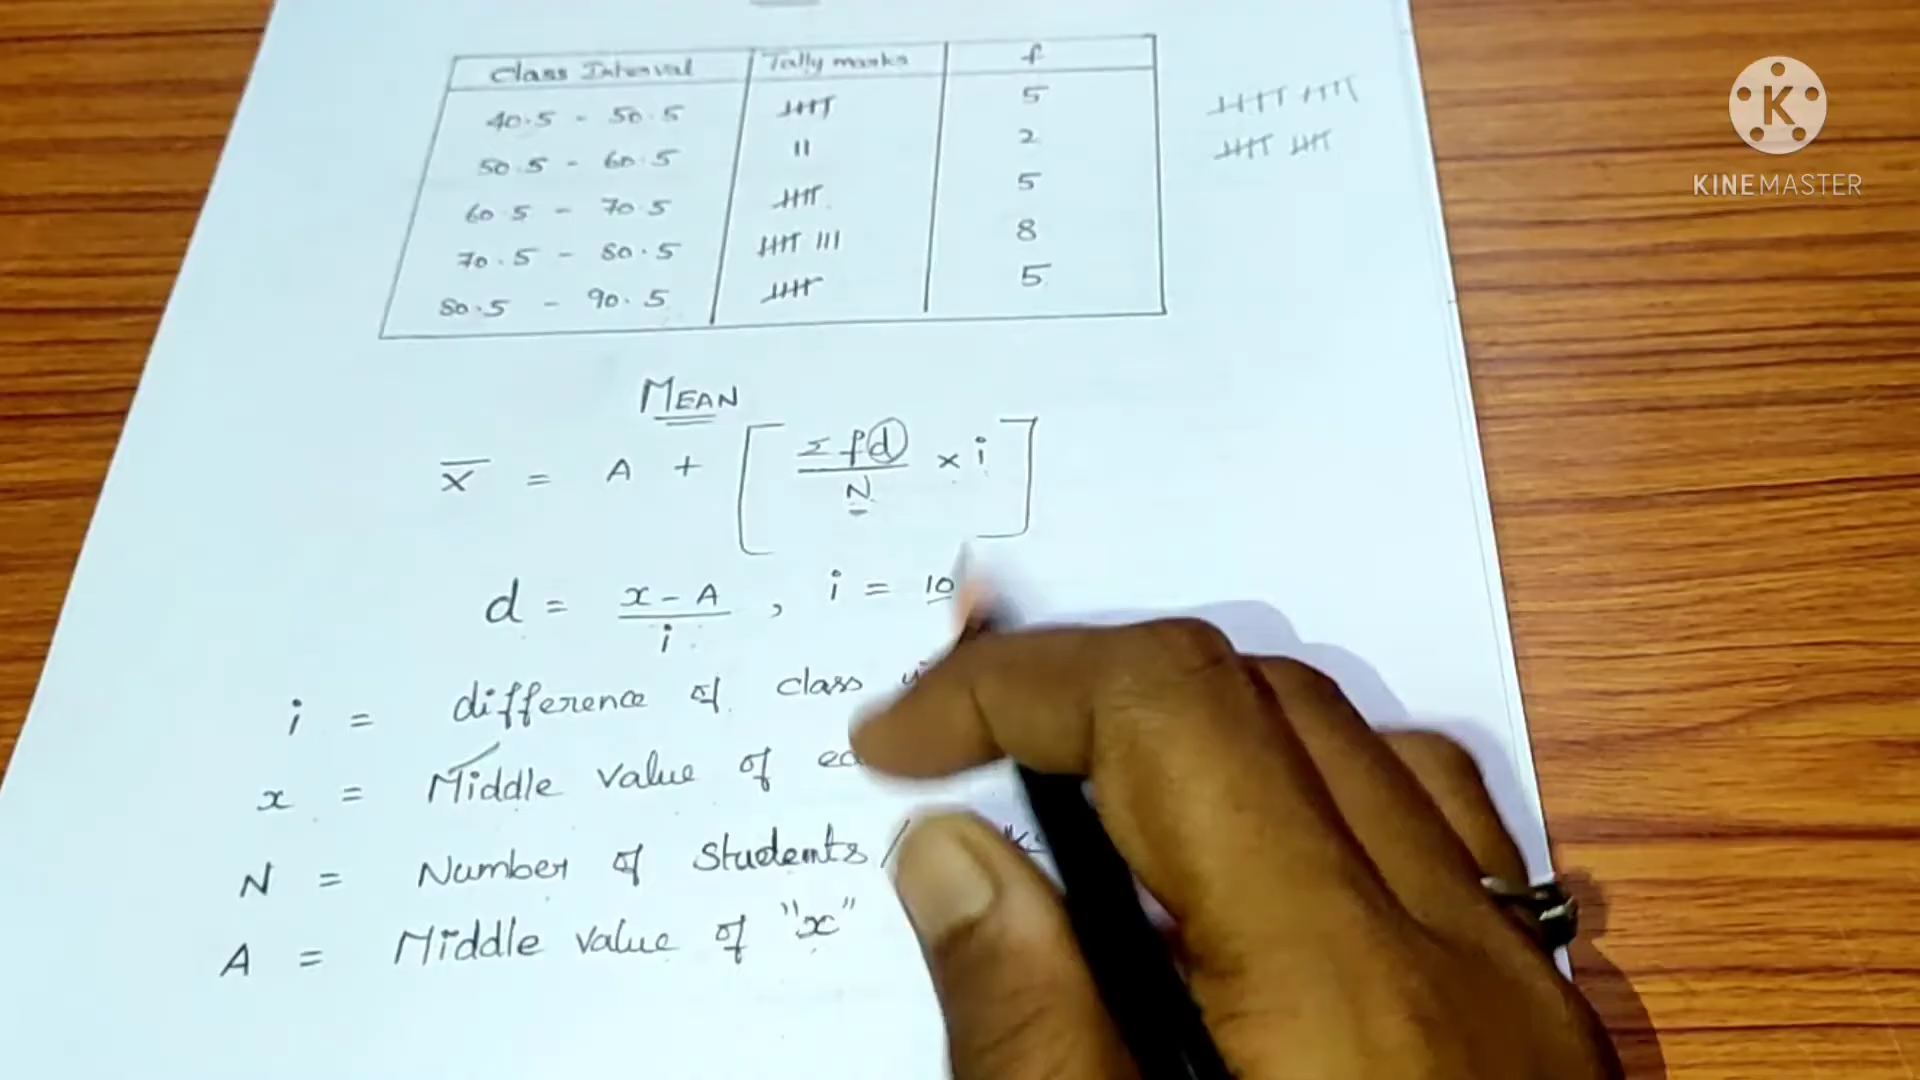 Class Interval Tally marks f
40.5 - 50.5 5
50.5 - 60.5 || 2
60.5 - 70.5 5
70.5 - 80.5 8
80.5 - 90.5 5
MEAN
x̄ = A + [ Σfd / N × i ]
d = x - A / i , i = 10
i = difference of class
x = Middle value of
N = Number of Students /
A = Middle value of "x"
K
KINEMASTER